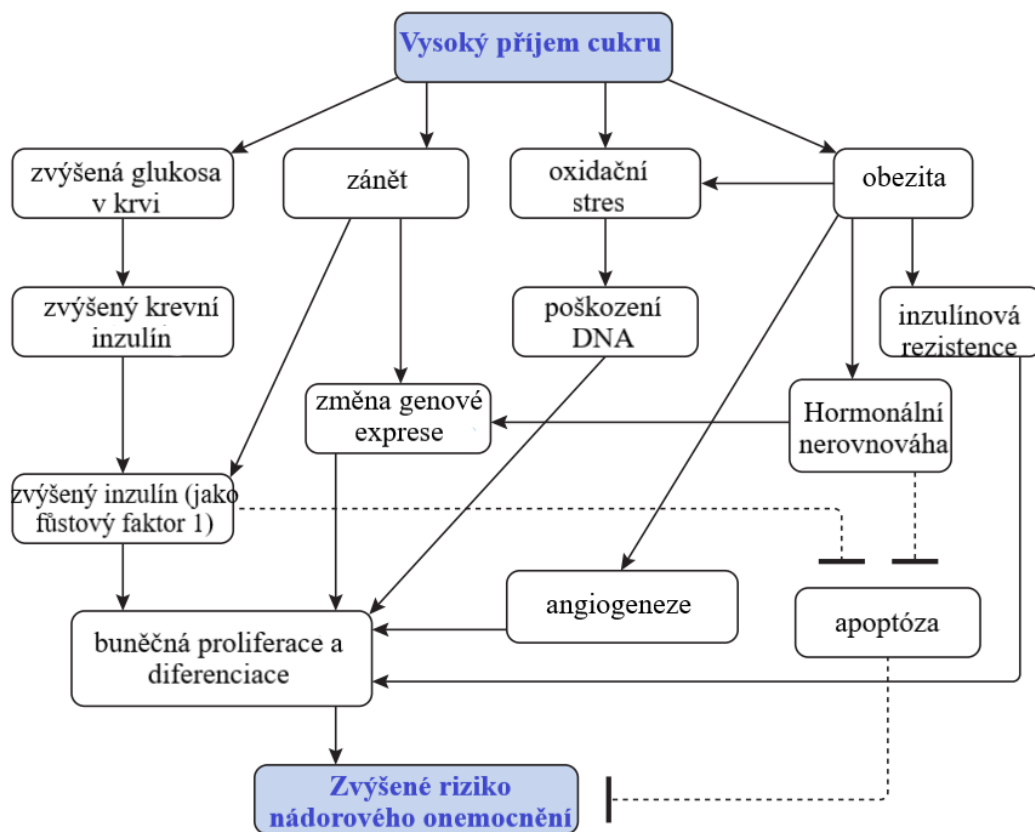 Vysoký příjem cukru
zvýšená glukosa
v krvi
zánět
oxidační
stres
obezita
zvýšený krevní
inzulín
poškození
DNA
inzulínová
rezistence
změna genové
exprese
Hormonální
nerovnováha
zvýšený inzulín (jako
fůstový faktor 1)
angiogeneze
apoptóza
buněčná proliferace a
diferenciace
Zvýšené riziko
nádorového onemocnění